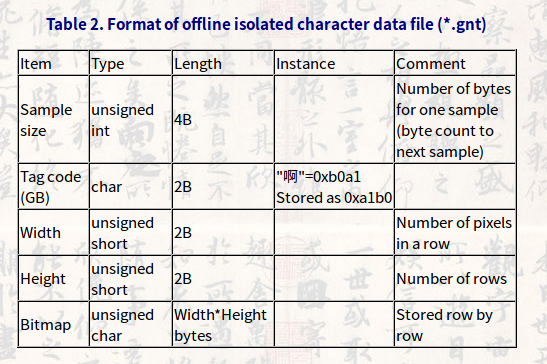 Table 2. Format of offline isolated character data file (*.gnt)
Item Type Length Instance Comment
Sample size unsigned int 4B Number of bytes for one sample (byte count to next sample)
Tag code (GB) char 2B "啊"=0xb0a1 Stored as 0xa1b0
Width unsigned short 2B Number of pixels in a row
Height unsigned short 2B Number of rows
Bitmap unsigned char Width*Height bytes Stored row by row